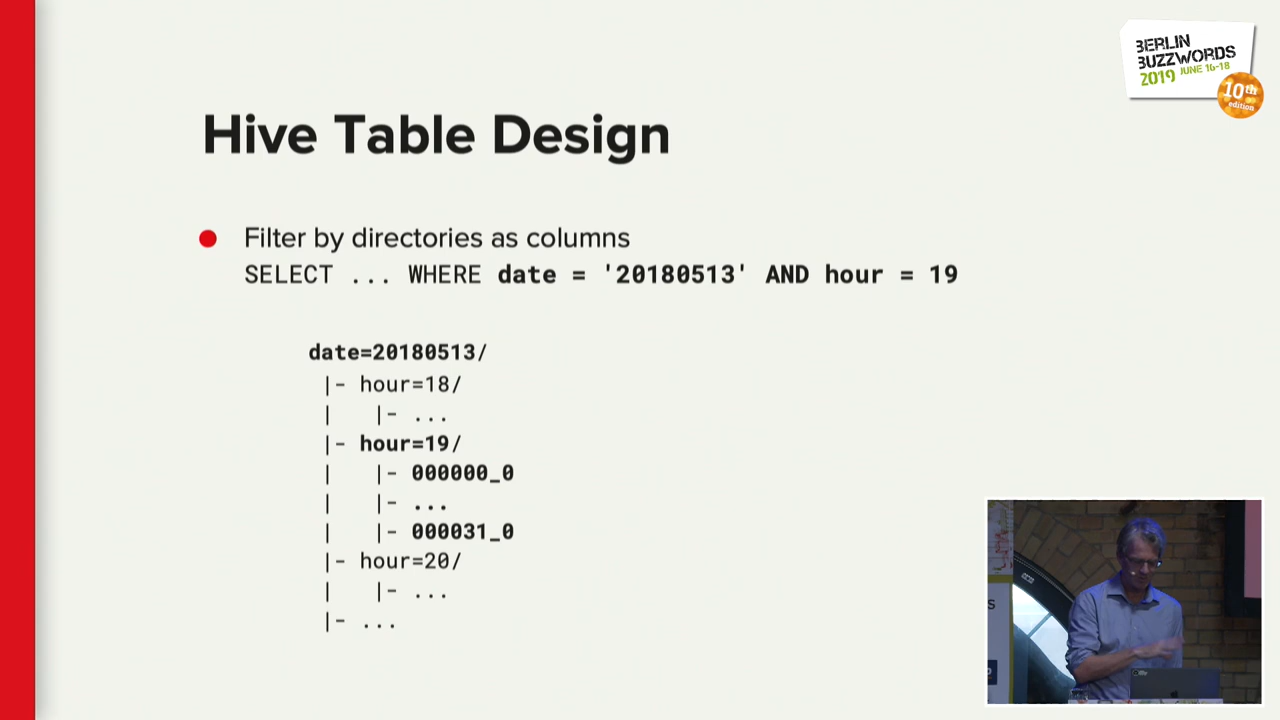 BERLIN
BUZZWORDS
2019 JUNE 16-18
10th
edition
Hive Table Design
Filter by directories as columns
SELECT ... WHERE date = '20180513' AND hour = 19
date=20180513/
|- hour=18/
|   |- ...
|- hour=19/
|   |- 000000_0
|   |- ...
|   |- 000031_0
|- hour=20/
|   |- ...
|- ...